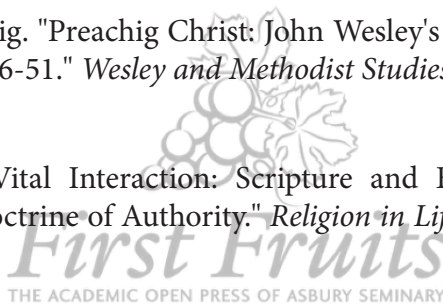 ig. "Preachig Christ: John Wesley's
6-51." Wesley and Methodist Studies
Vital Interaction: Scripture and
octrine of Authority." Religion in Lif
First Fruits
THE ACADEMIC OPEN PRESS OF ASBURY SEMINARY